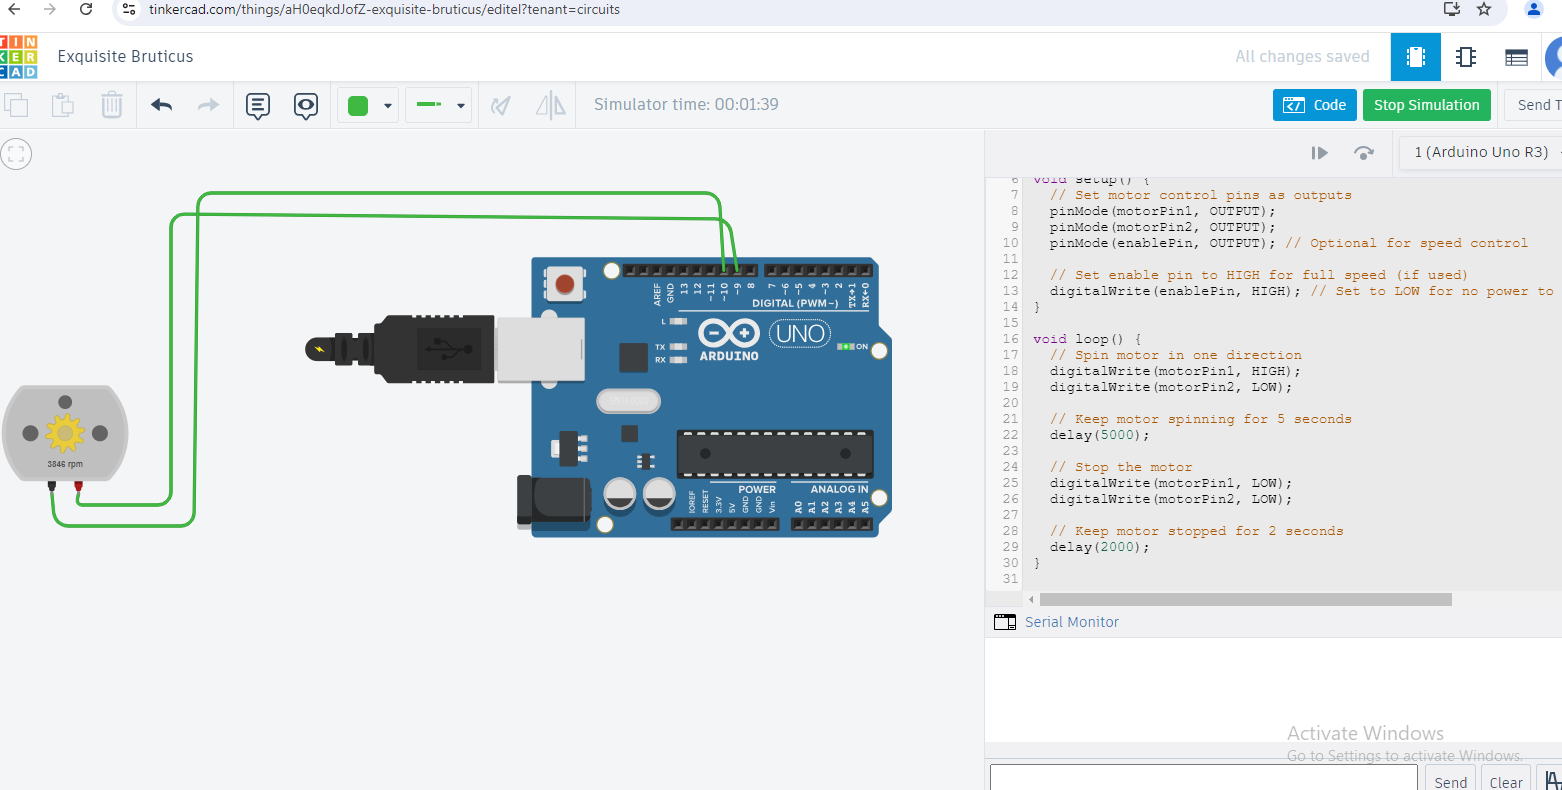 tinkercad.com/things/aH0eqkdJofZ-exquisite-bruticus/editel?tenant=circuits
TIN
KER
CAD
Exquisite Bruticus
All changes saved
Simulator time: 00:01:39
Code
Stop Simulation
Send T
1 (Arduino Uno R3)
6 void setup() {
7 // Set motor control pins as outputs
8 pinMode(motorPin1, OUTPUT);
9 pinMode(motorPin2, OUTPUT);
10 pinMode(enablePin, OUTPUT); // Optional for speed control
11
12 // Set enable pin to HIGH for full speed (if used)
13 digitalWrite(enablePin, HIGH); // Set to LOW for no power to
14 }
15
16 void loop() {
17 // Spin motor in one direction
18 digitalWrite(motorPin1, HIGH);
19 digitalWrite(motorPin2, LOW);
20
21 // Keep motor spinning for 5 seconds
22 delay(5000);
23
24 // Stop the motor
25 digitalWrite(motorPin1, LOW);
26 digitalWrite(motorPin2, LOW);
27
28 // Keep motor stopped for 2 seconds
29 delay(2000);
30 }
31
AREF
GND
13
12
~11
~10
~9
8
7
~6
~5
4
~3
2
TX→1
RX←0
DIGITAL (PWM~)
L
TX
RX
UNO
ARDUINO
ON
3846 rpm
POWER
ANALOG IN
IOREF
RESET
3.3V
5V
GND
GND
Vin
A0
A1
A2
A3
A4
A5
Serial Monitor
Activate Windows
Go to Settings to activate Windows.
Send
Clear